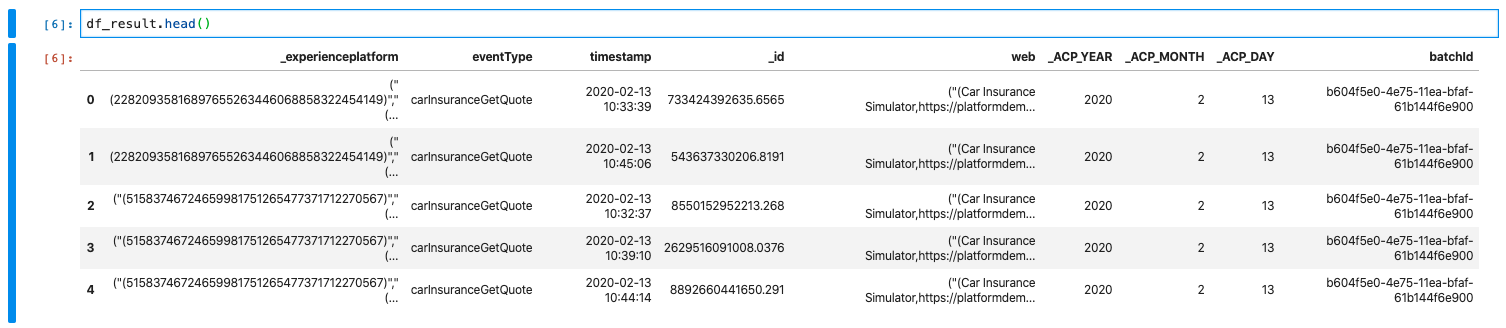 [6]: df_result.head()
[6]: _experienceplatform eventType timestamp _id web _ACP_YEAR _ACP_MONTH _ACP_DAY batchId
0 ("(22820935816897655263446068858322454149)","(... carInsuranceGetQuote 2020-02-13 10:33:39 733424392635.6565 ("(Car Insurance Simulator,https://platformdem... 2020 2 13 b604f5e0-4e75-11ea-bfaf-61b144f6e900
1 ("(22820935816897655263446068858322454149)","(... carInsuranceGetQuote 2020-02-13 10:45:06 543637330206.8191 ("(Car Insurance Simulator,https://platformdem... 2020 2 13 b604f5e0-4e75-11ea-bfaf-61b144f6e900
2 ("(51583746724659981751265477371712270567)","(... carInsuranceGetQuote 2020-02-13 10:32:37 8550152952213.268 ("(Car Insurance Simulator,https://platformdem... 2020 2 13 b604f5e0-4e75-11ea-bfaf-61b144f6e900
3 ("(51583746724659981751265477371712270567)","(... carInsuranceGetQuote 2020-02-13 10:39:10 2629516091008.0376 ("(Car Insurance Simulator,https://platformdem... 2020 2 13 b604f5e0-4e75-11ea-bfaf-61b144f6e900
4 ("(51583746724659981751265477371712270567)","(... carInsuranceGetQuote 2020-02-13 10:44:14 8892660441650.291 ("(Car Insurance Simulator,https://platformdem... 2020 2 13 b604f5e0-4e75-11ea-bfaf-61b144f6e900